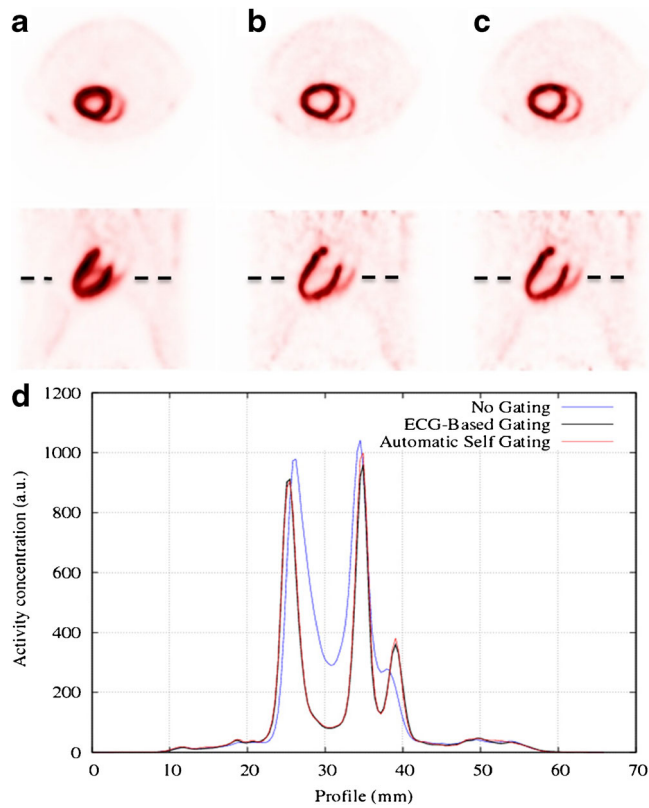 a
b
c
d
1200
1000
800
600
400
200
0
Activity concentration (a.u.)
No Gating
ECG-Based Gating
Automatic Self Gating
0 10 20 30 40 50 60 70
Profile (mm)